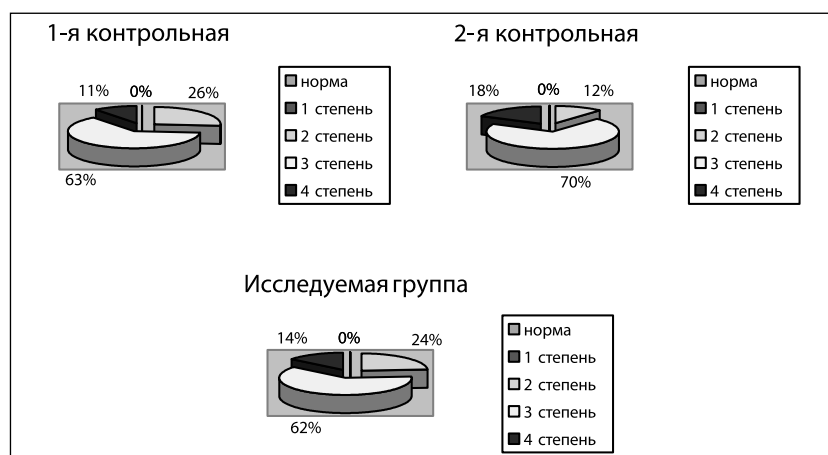 1-я контрольная
11% 0% 26%
63%
норма
1 степень
2 степень
3 степень
4 степень
2-я контрольная
18% 0% 12%
70%
норма
1 степень
2 степень
3 степень
4 степень
Исследуемая группа
14% 0% 24%
62%
норма
1 степень
2 степень
3 степень
4 степень